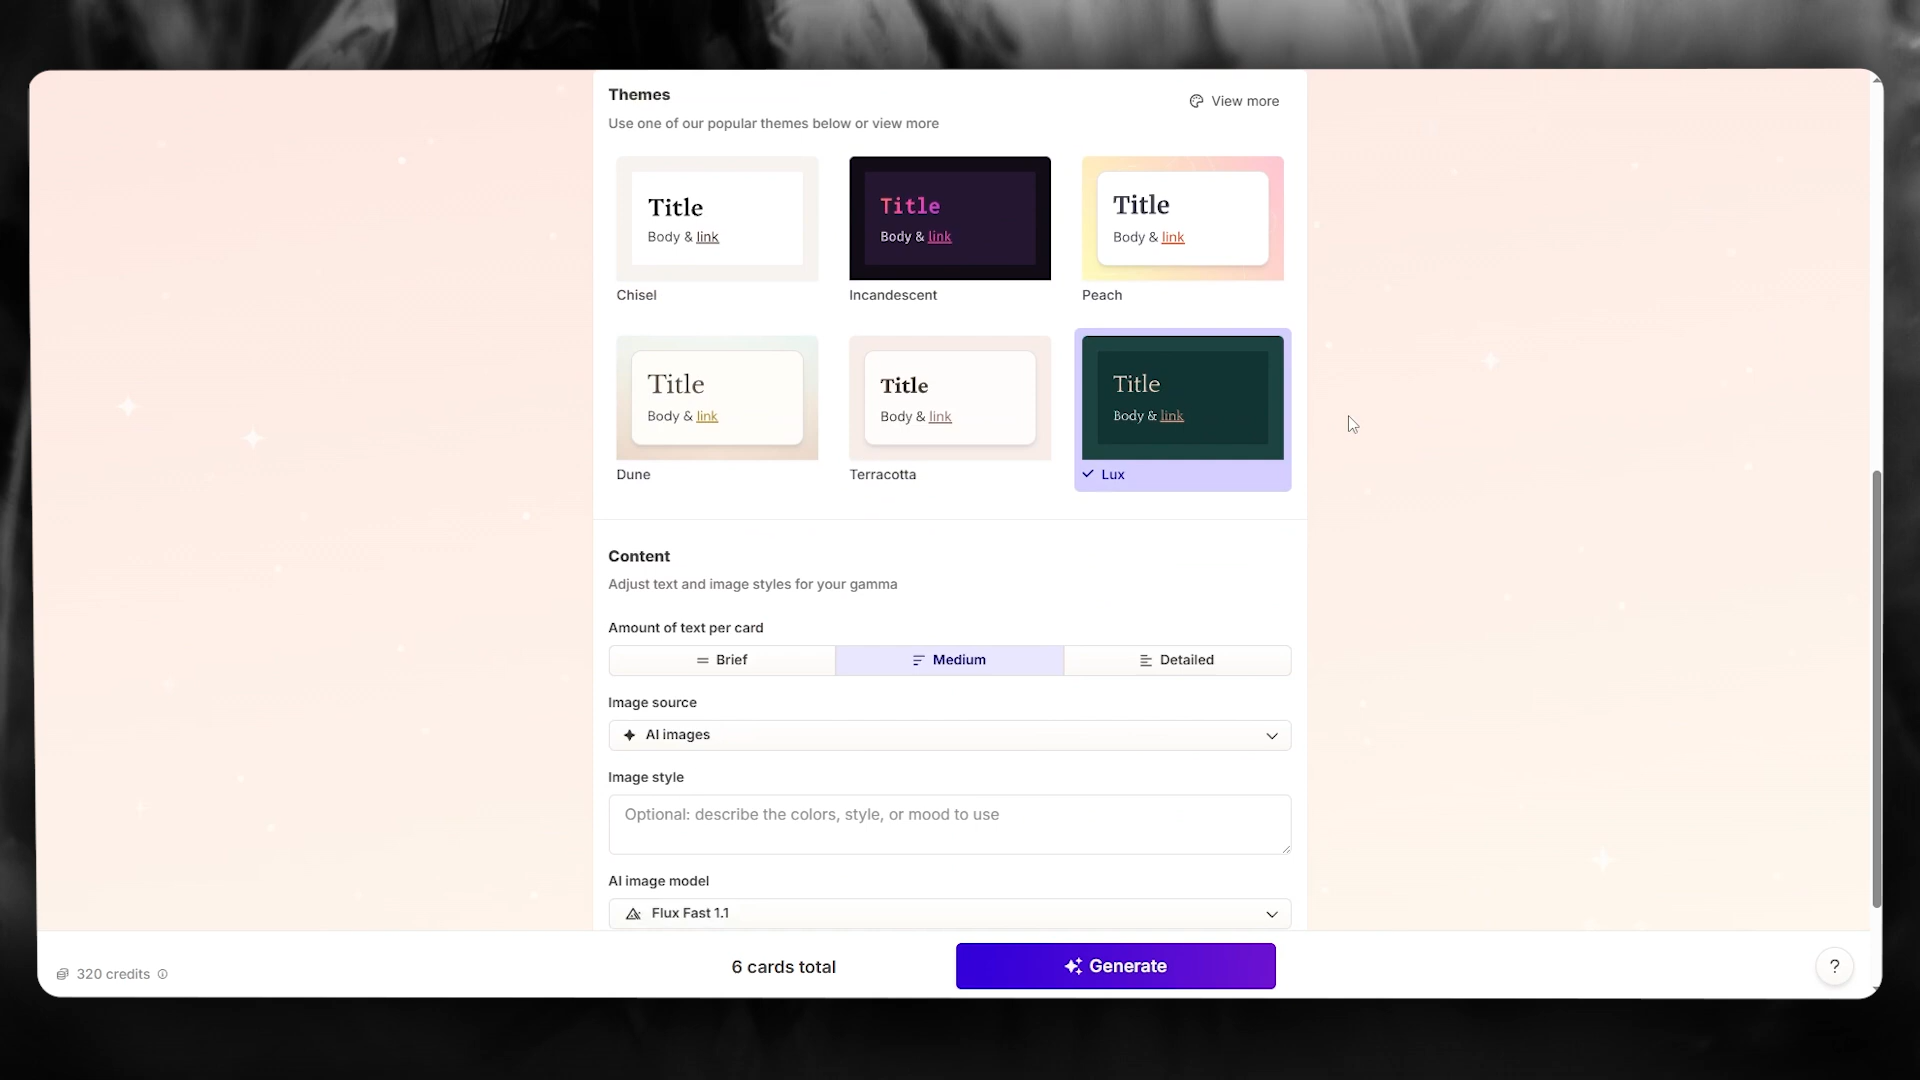 Themes
View more
Use one of our popular themes below or view more
Title
Body & link
Chisel
Title
Body & link
Incandescent
Title
Body & link
Peach
Title
Body & link
Dune
Title
Body & link
Terracotta
Title
Body & link
Lux
Content
Adjust text and image styles for your gamma
Amount of text per card
Brief
Medium
Detailed
Image source
AI images
Image style
Optional: describe the colors, style, or mood to use
AI image model
Flux Fast 1.1
320 credits
6 cards total
Generate
?